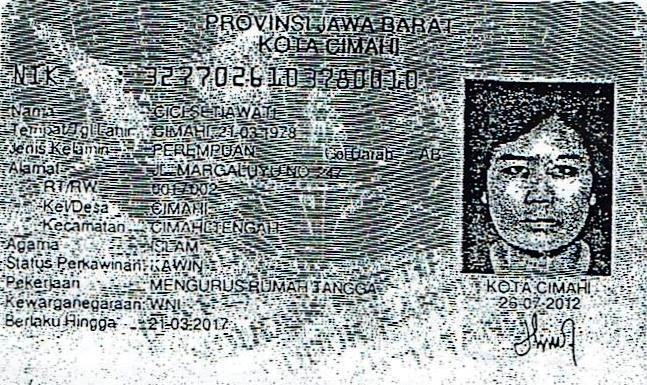 PROVINSI JAWA BARAT
KOTA CIMAHI
NIK : 3277026103780010
Nama : CICI SETIAWATI
Tempat/Tgl Lahir : CIMAHI, 21-03-1978
Jenis Kelamin : PEREMPUAN Gol Darah : AB
Alamat : JL. MARGALUYU NO 247
RT/RW : 001/002
Kel/Desa : CIMAHI
Kecamatan : CIMAHI TENGAH
Agama : ISLAM
Status Perkawinan: KAWIN
Pekerjaan : MENGURUS RUMAH TANGGA
Kewarganegaraan: WNI
Berlaku Hingga : 21-03-2017
KOTA CIMAHI
26-07-2012